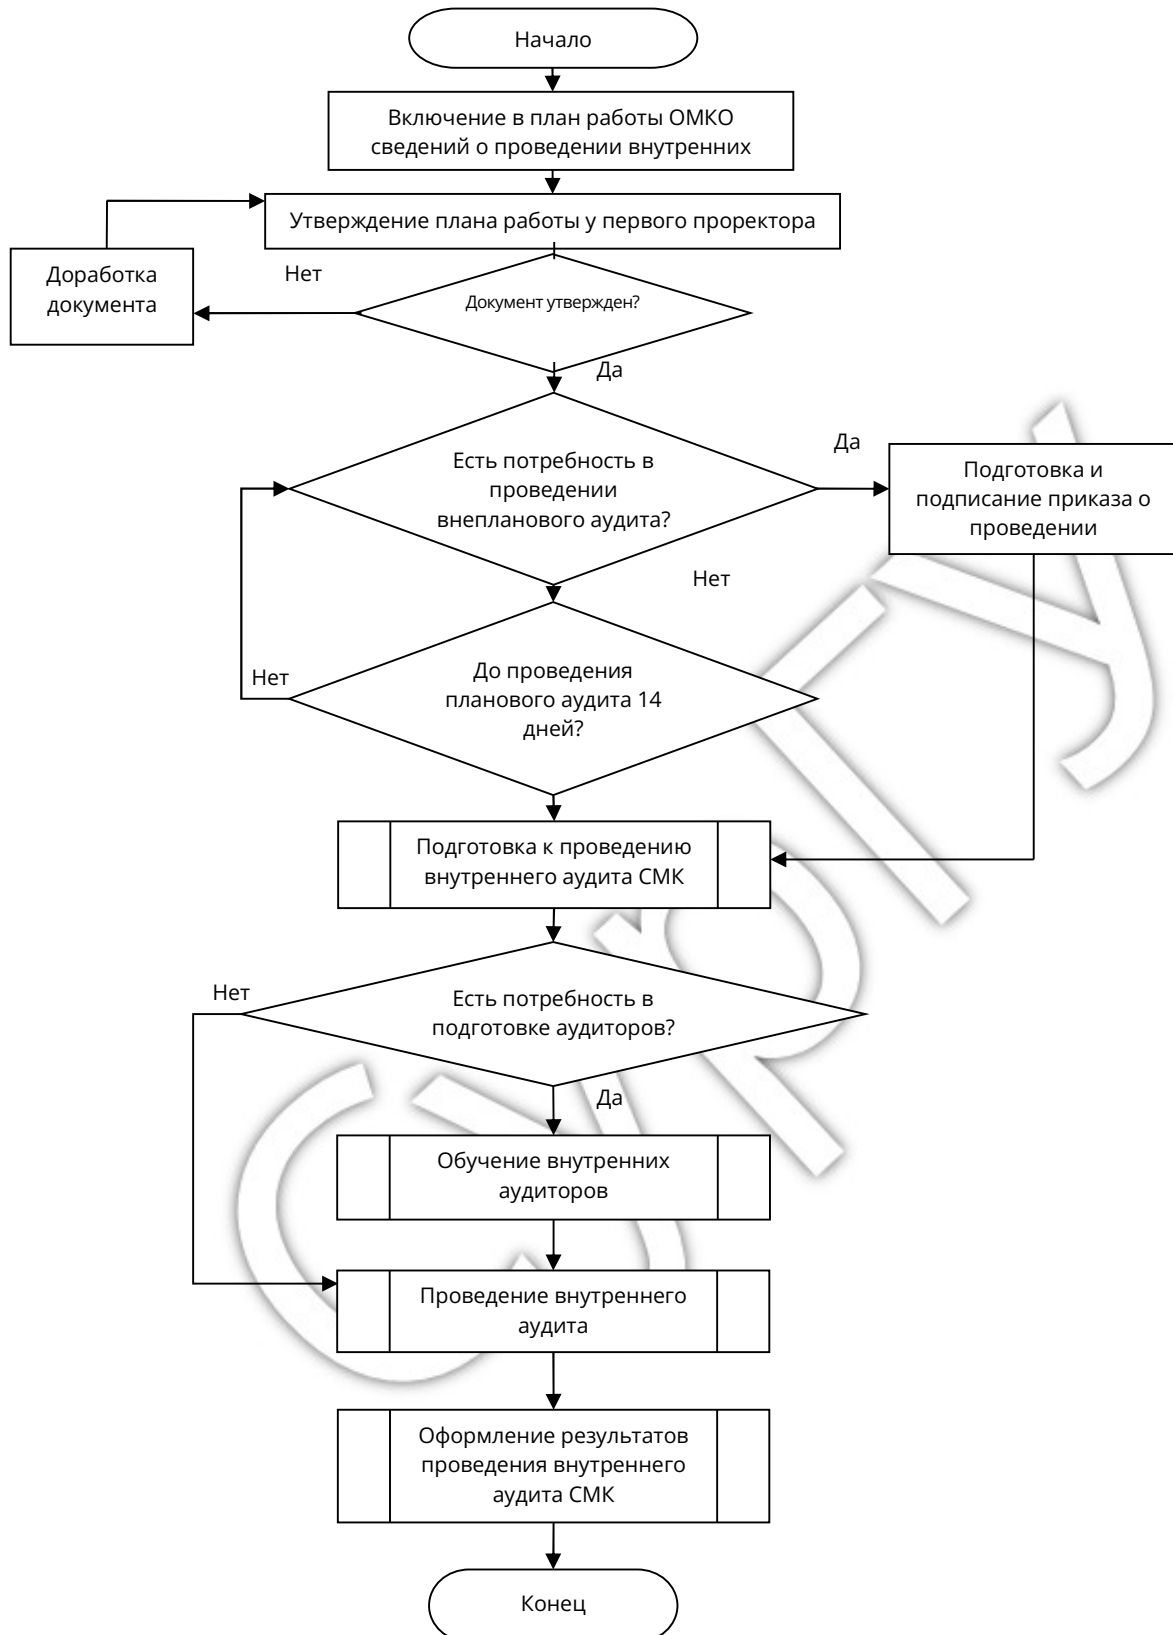 Начало
Включение в план работы ОМКО
сведений о проведении внутренних
Утверждение плана работы у первого проректора
Доработка
документа
Нет
Документ утвержден?
Да
Есть потребность в
проведении
внепланового аудита?
Да
Подготовка и
подписание приказа о
проведении
Нет
До проведения
планового аудита 14
дней?
Нет
Подготовка к проведению
внутреннего аудита СМК
Нет
Есть потребность в
подготовке аудиторов?
Да
Обучение внутренних
аудиторов
Проведение внутреннего
аудита
Оформление результатов
проведения внутреннего
аудита СМК
Конец
СурГТУ